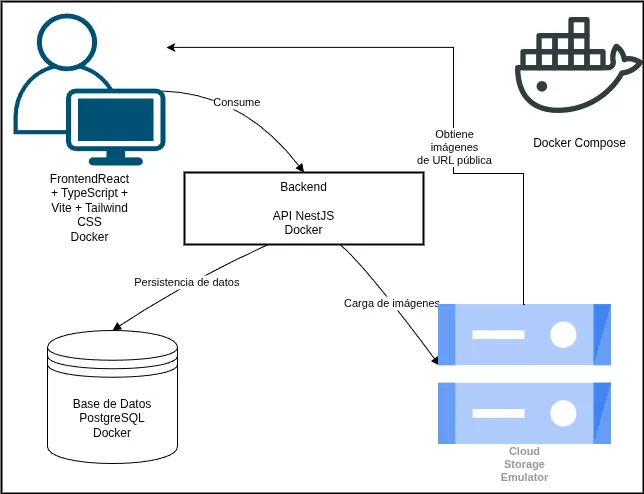 Consume
Obtiene
imágenes
de URL pública
Docker Compose
FrontendReact
+ TypeScript +
Vite + Tailwind
CSS
Docker
Backend
API NestJS
Docker
Persistencia de datos
Carga de imágenes
Base de Datos
PostgreSQL
Docker
Cloud
Storage
Emulator